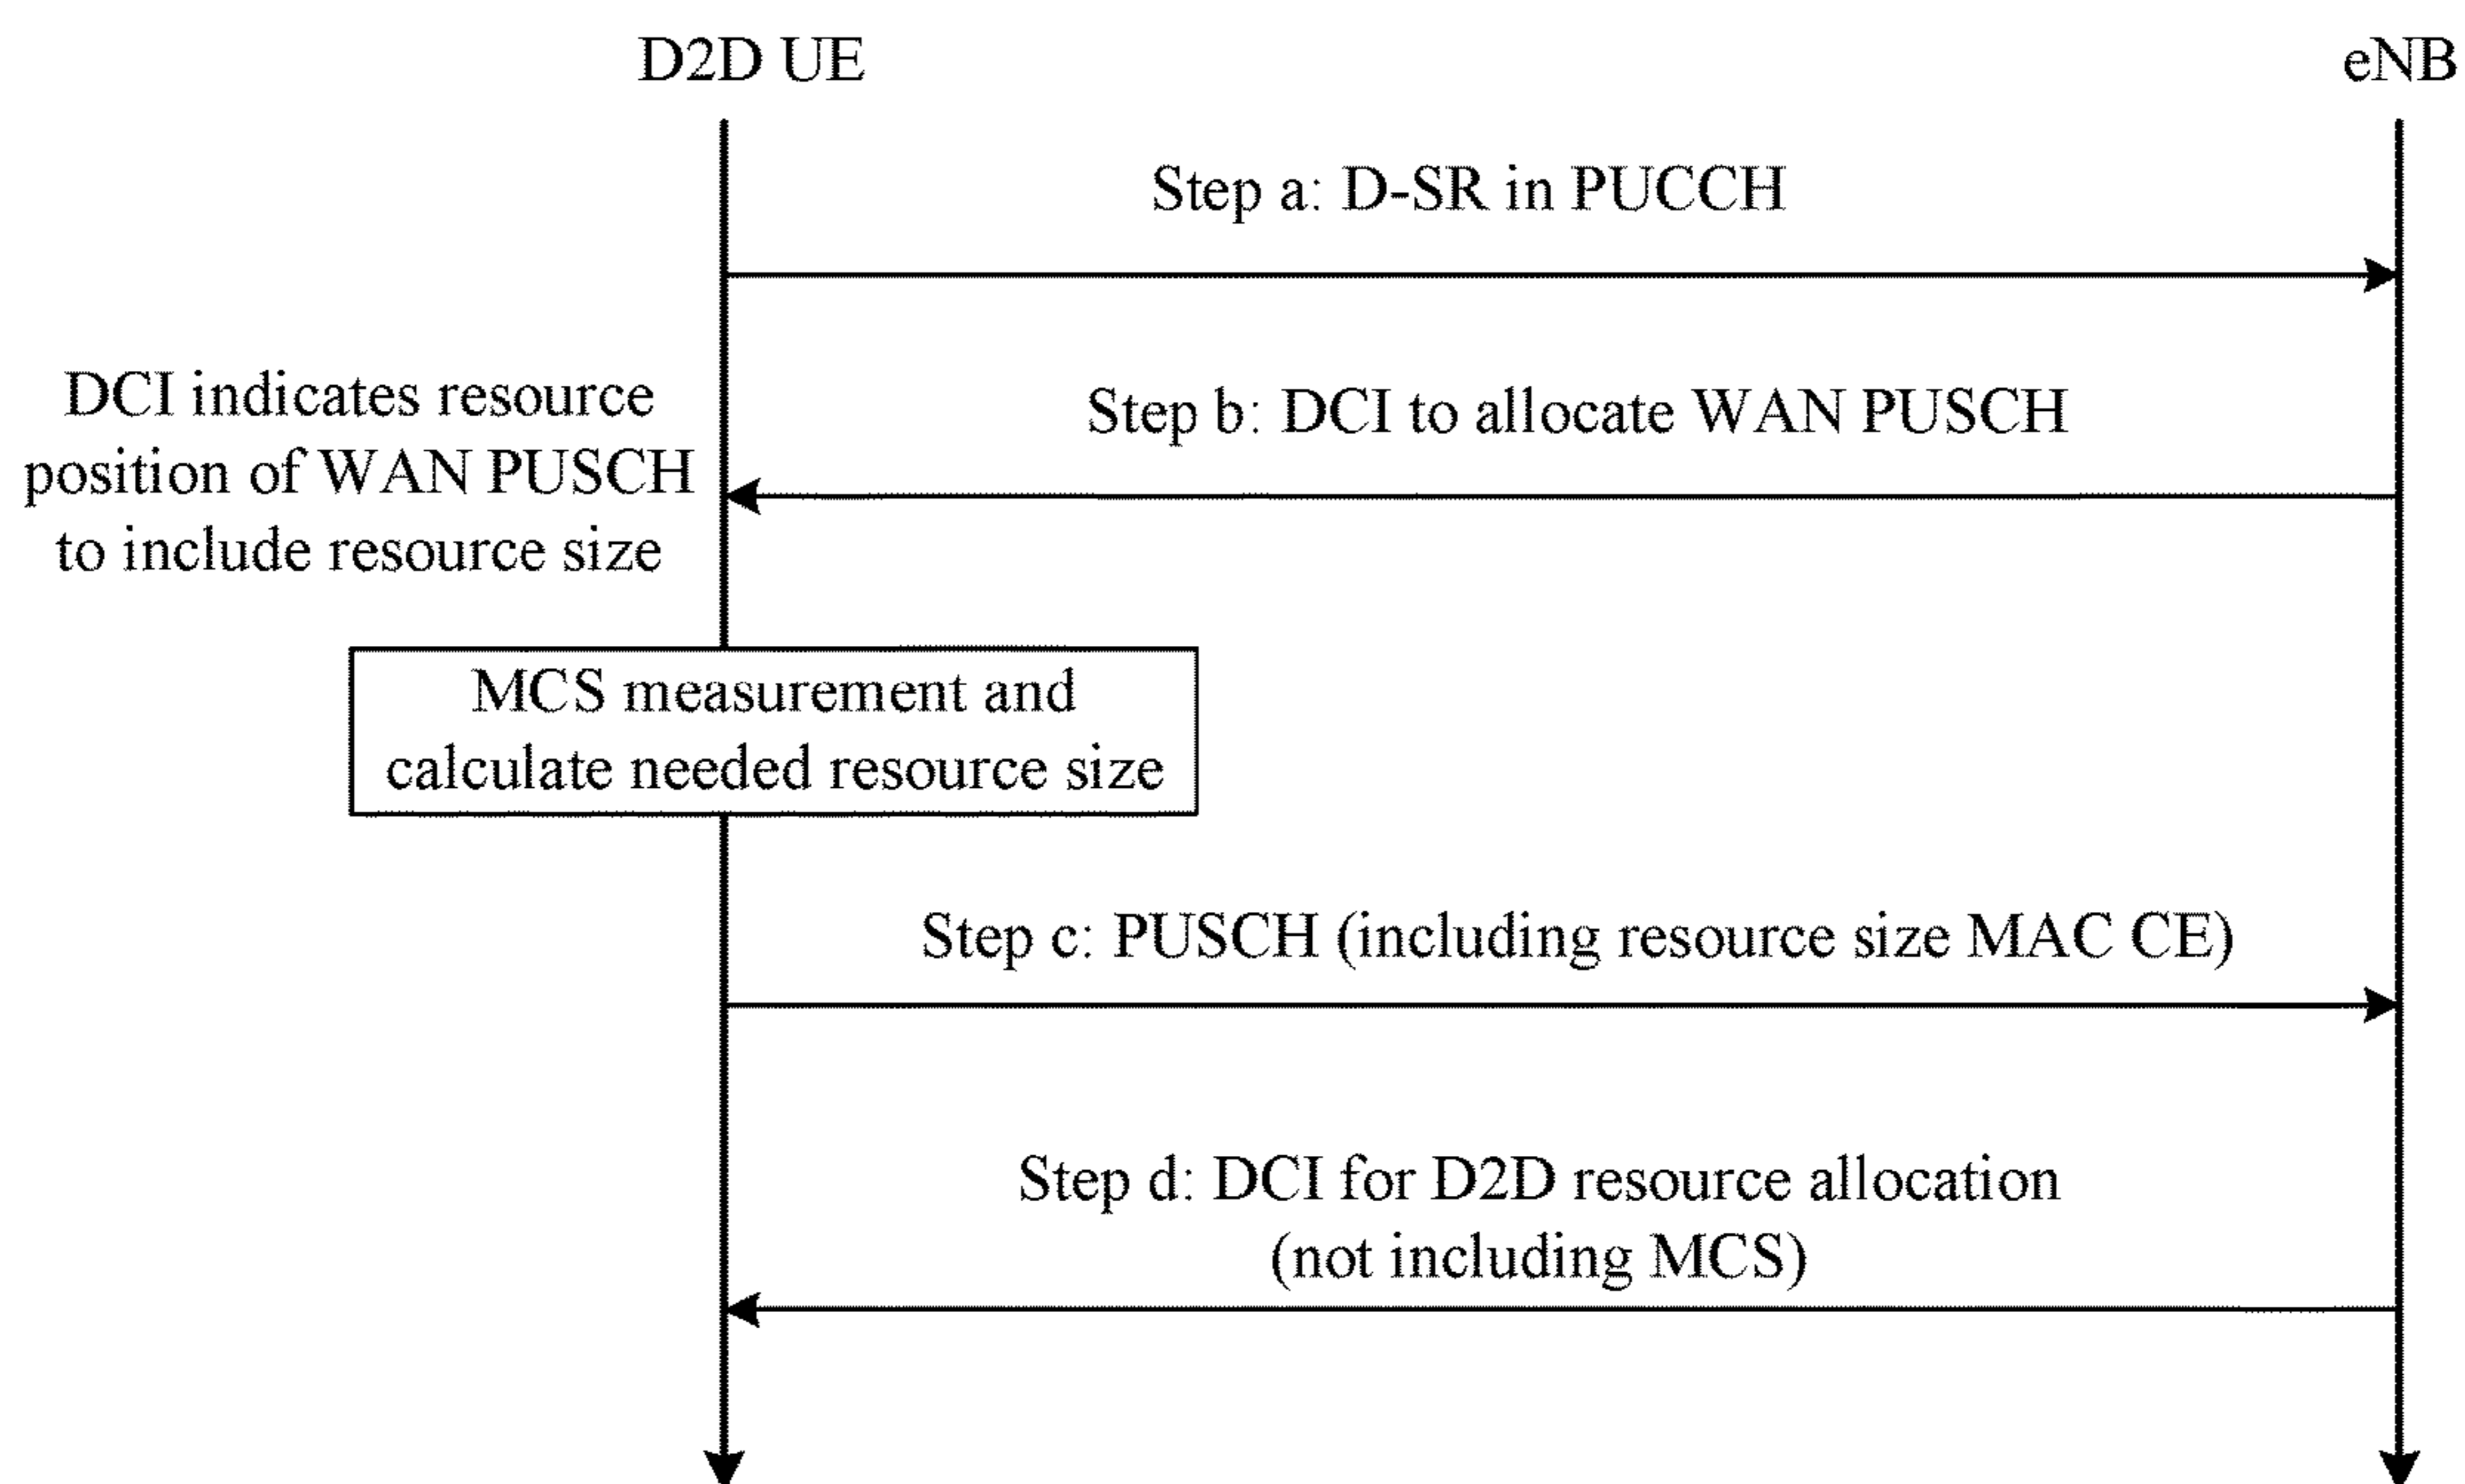 D2D UE
eNB
Step a: D-SR in PUCCH
DCI indicates resource
position of WAN PUSCH
to include resource size
Step b: DCI to allocate WAN PUSCH
MCS measurement and
calculate needed resource size
Step c: PUSCH (including resource size MAC CE)
Step d: DCI for D2D resource allocation
(not including MCS)